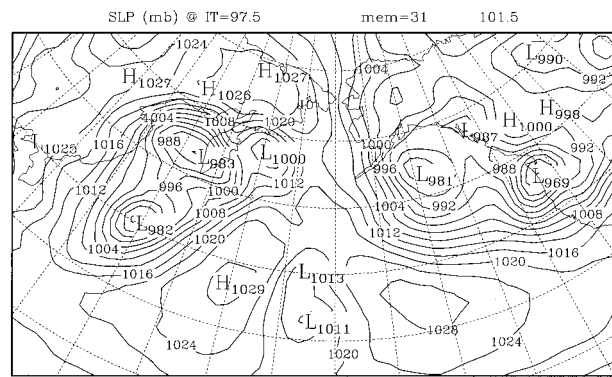 SLP (mb) @ IT=97.5 mem=31 101.5
1024 L990
H1027 H1027 1004 992
H1026
H998
1004 1008 1020 H1000
L987
988 1016 1000 992
L1025 L983 L1000
996 988
L981 L969
1012 996 1000 1012 992
1008 1004 1008
L982
1004 1020 1012
1016 1020
L1013 1016
H1029
L1011 1028
1024 1024
1020